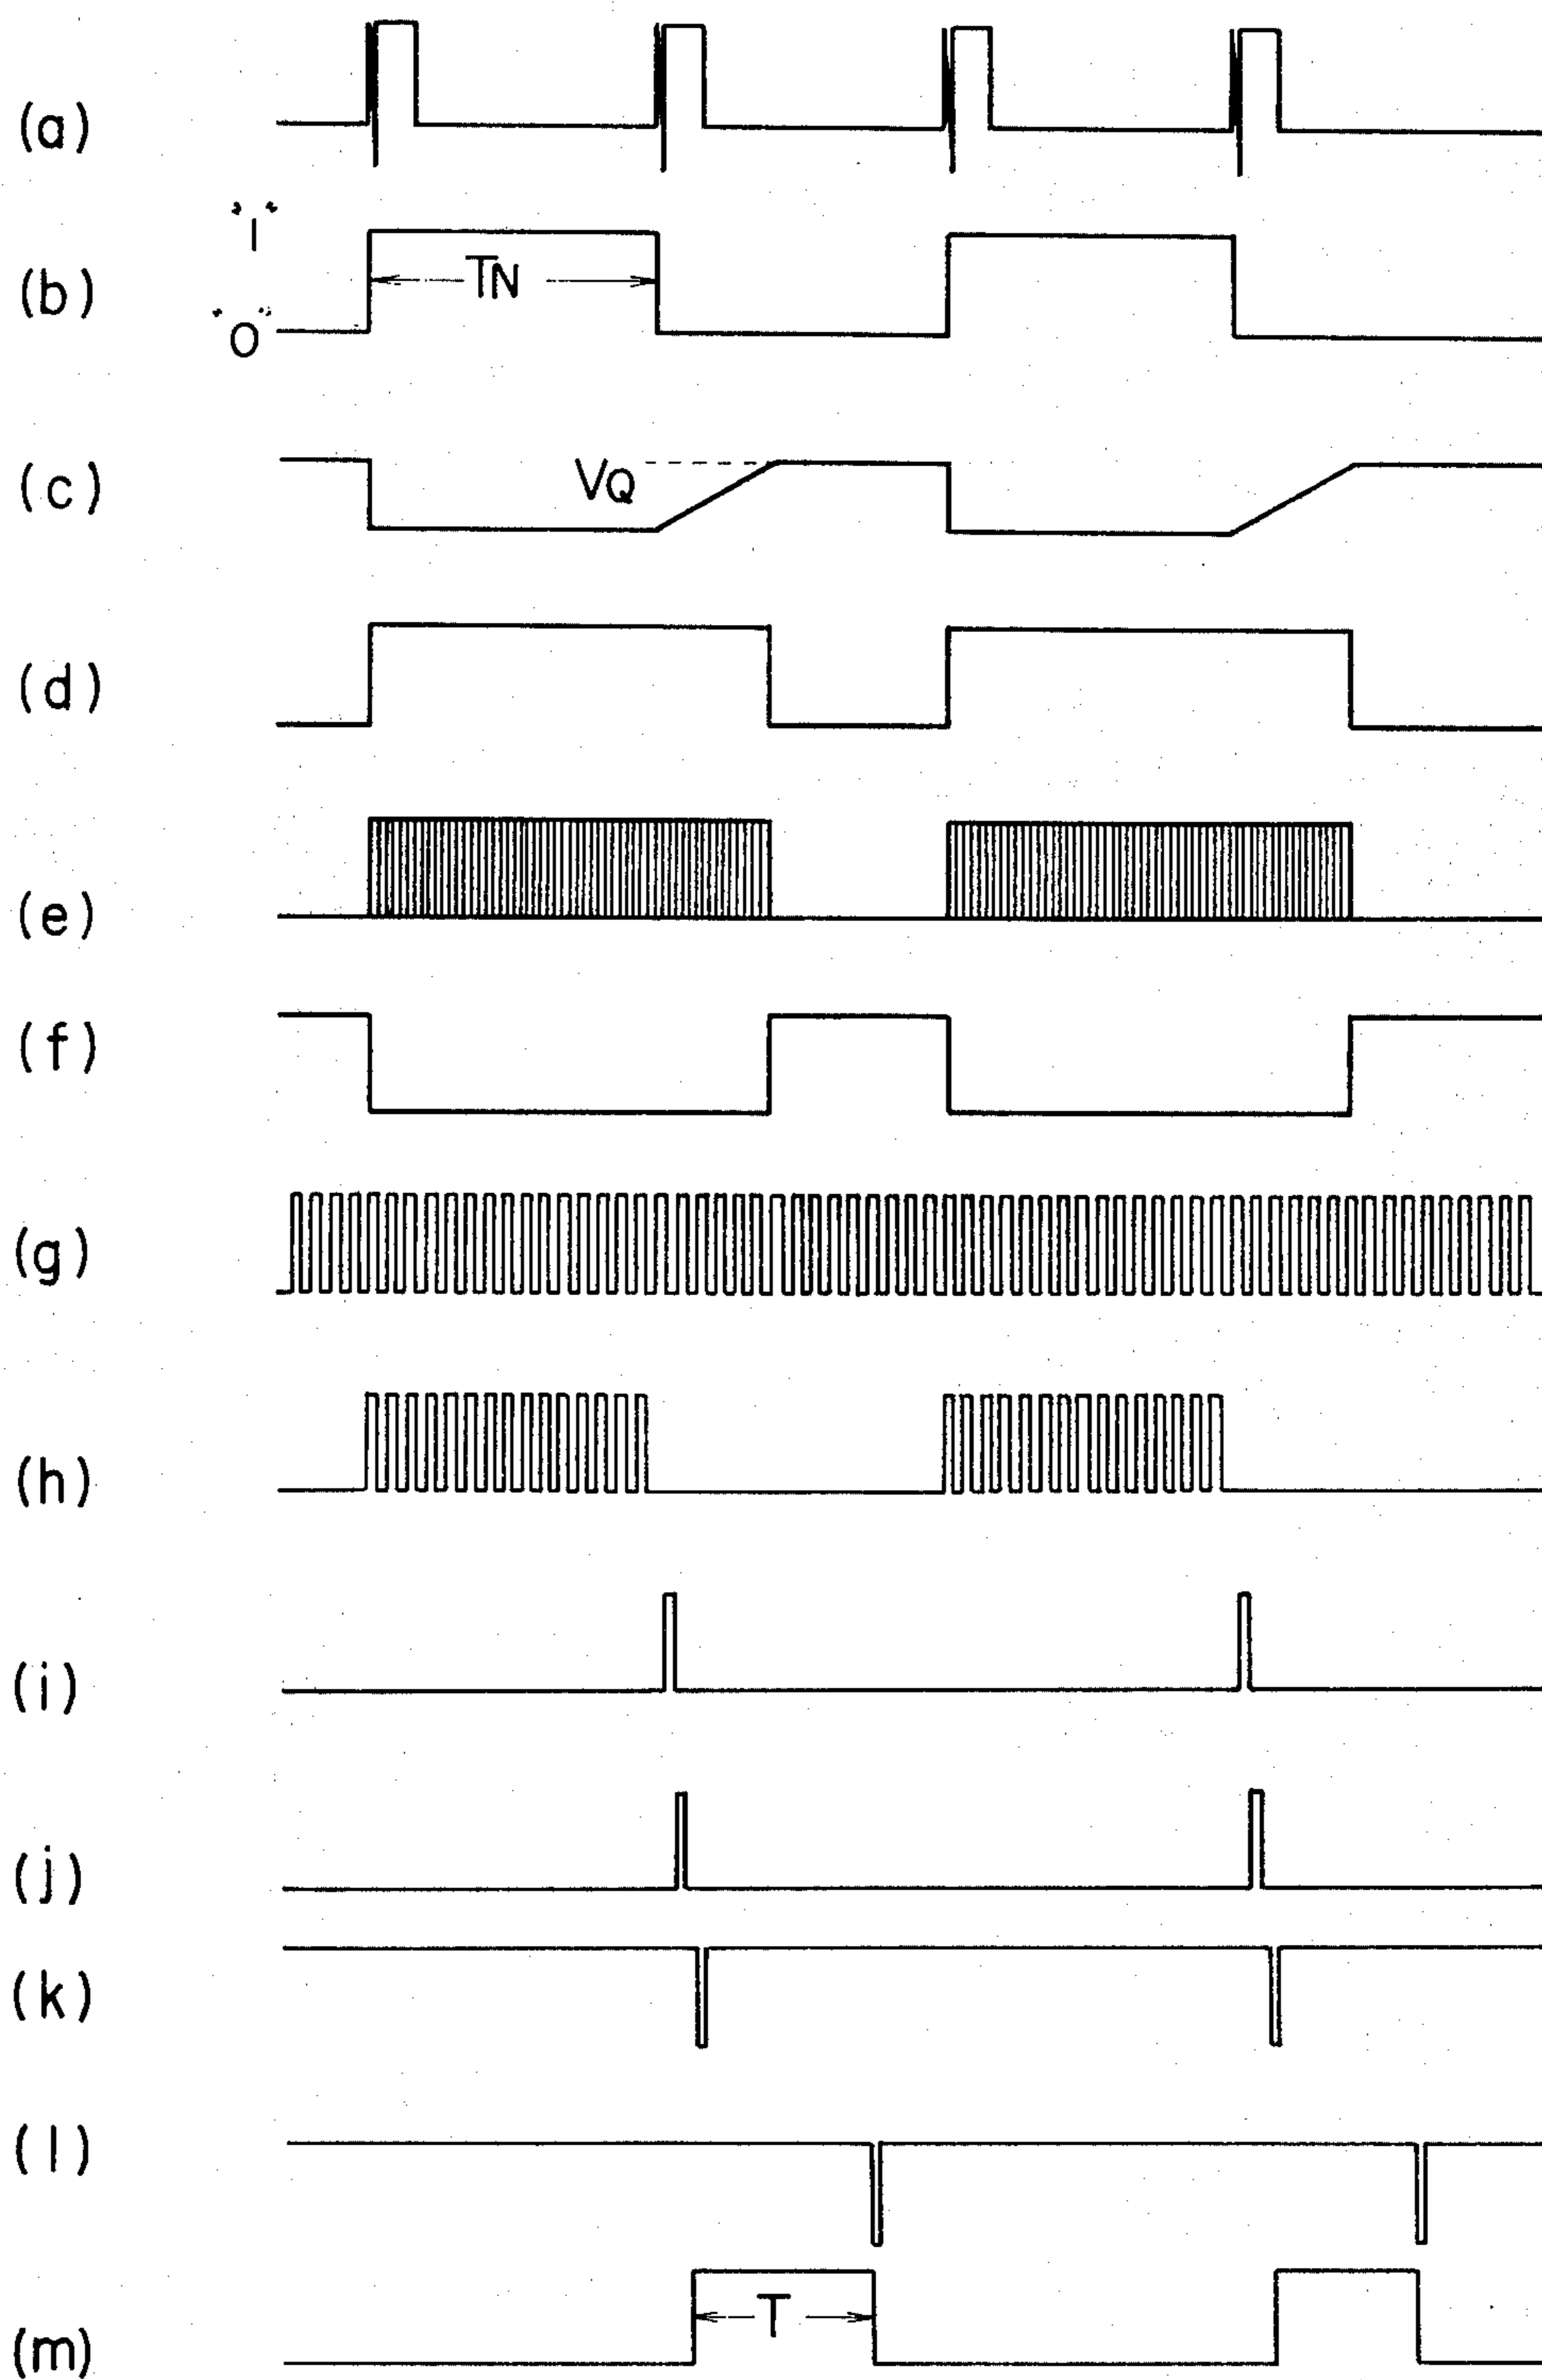 (a)
"1"
(b)
TN
"0"
(c)
VQ
(d)
(e)
(f)
(g)
(h)
(i)
(j)
(k)
(l)
(m)
T